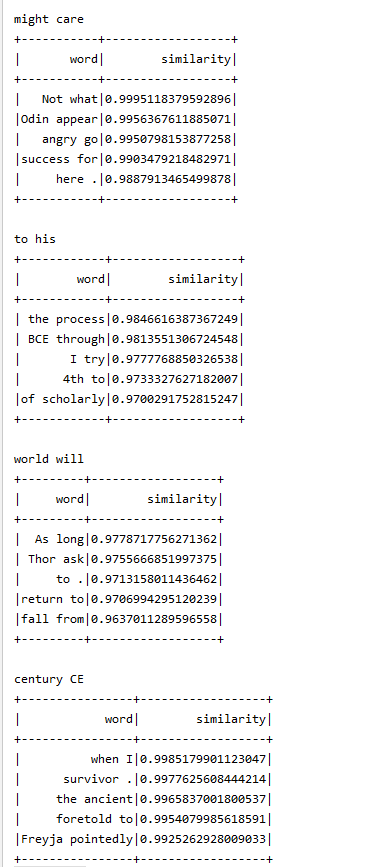 might care
+-----------+------------------+
|       word|        similarity|
+-----------+------------------+
|   Not what|0.9995118379592896|
|Odin appear|0.9956367611885071|
|   angry go|0.9950798153877258|
|success for|0.9903479218482971|
|     here .|0.9887913465499878|
+-----------+------------------+
to his
+------------+------------------+
|        word|        similarity|
+------------+------------------+
| the process|0.9846616387367249|
| BCE through|0.9813551306724548|
|       I try|0.9777768850326538|
|      4th to|0.9733327627182007|
|of scholarly|0.9700291752815247|
+------------+------------------+
world will
+---------+------------------+
|     word|        similarity|
+---------+------------------+
|  As long|0.9778717756271362|
| Thor ask|0.9755666851997375|
|     to .|0.9713158011436462|
|return to|0.9706994295120239|
|fall from|0.9637011289596558|
+---------+------------------+
century CE
+----------------+------------------+
|            word|        similarity|
+----------------+------------------+
|          when I|0.9985179901123047|
|      survivor .|0.9977625608444214|
|     the ancient|0.9965837001800537|
|     foretold to|0.9954079985618591|
|Freyja pointedly|0.9925262928009033|
+----------------+------------------+